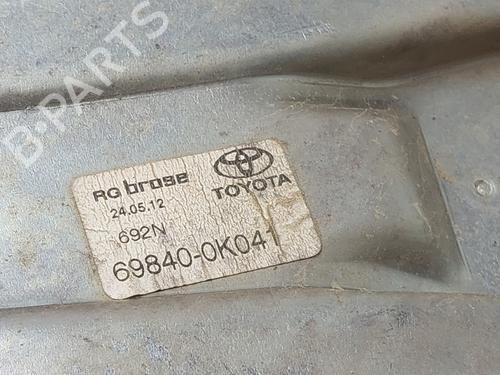 B-PARTS
RG brose
TOYOTA
24.05.12
692N
69840-0K041